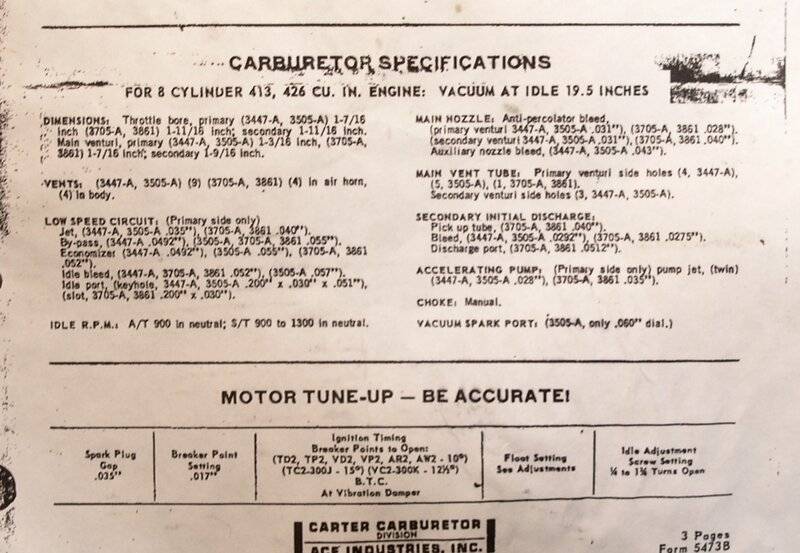 CARBURETOR SPECIFICATIONS
FOR 8 CYLINDER 413, 426 CU. IN. ENGINE: VACUUM AT IDLE 19.5 INCHES
DIMENSIONS: Throttle bore, primary (3447-A, 3505-A) 1-7/16
inch (3705-A, 3861) 1-11/16 inch; secondary 1-11/16 inch.
Main venturi, primary (3447-A, 3505-A) 1-3/16 inch, (3705-A,
3861) 1-7/16 inch; secondary 1-9/16 inch.
VENTS: (3447-A, 3505-A) (9) (3705-A, 3861) (4) in air horn,
(4) in body.
LOW SPEED CIRCUIT: (Primary side only)
Jet, (3447-A, 3505-A .035"), (3705-A, 3861 .040").
By-pass, (3447-A .0492"), (3505-A, 3705-A, 3861 .055").
Economizer (3447-A .0492"), (3505-A .055"), (3705-A, 3861
.052").
Idle bleed, (3447-A, 3705-A, 3861 .052"), (3505-A .057").
Idle port, (keyhole, 3447-A, 3505-A .200" x .030" x .051"),
(slot, 3705-A, 3861 .200" x .030").
IDLE R.P.M.: A/T 900 in neutral; S/T 900 to 1300 in neutral.
MAIN NOZZLE: Anti-percolator bleed,
(primary venturi 3447-A, 3505-A .031"), (3705-A, 3861 .028").
(secondary venturi 3447-A, 3505-A .031"), (3705-A, 3861 .040").
Auxiliary nozzle bleed, (3447-A, 3505-A .043").
MAIN VENT TUBE: Primary venturi side holes (4, 3447-A),
(5, 3505-A), (1, 3705-A, 3861).
Secondary venturi side holes (3, 3447-A, 3505-A).
SECONDARY INITIAL DISCHARGE:
Pick up tube, (3705-A, 3861 .040").
Bleed, (3447-A, 3505-A .0292"), (3705-A, 3861 .0275").
Discharge port, (3705-A, 3861 .0512").
ACCELERATING PUMP: (Primary side only) pump jet, (twin)
(3447-A, 3505-A .028"), (3705-A, 3861 .035").
CHOKE: Manual.
VACUUM SPARK PORT: (3505-A, only .060" dial.)
MOTOR TUNE-UP — BE ACCURATE!
Spark Plug
Gap
.035"
Breaker Point
Setting
.017"
Ignition Timing
Breaker Points to Open:
(TD2, TP2, VD2, VP2, AR2, AW2 - 10°)
(TC2-300J - 15°) (VC2-300K - 12½°)
B.T.C.
At Vibration Damper
Float Setting
See Adjustments
Idle Adjustment
Screw Setting
to Turns Open
CARTER CARBURETOR
DIVISION
ACF INDUSTRIES, INC.
3 Pages
Form 5473B